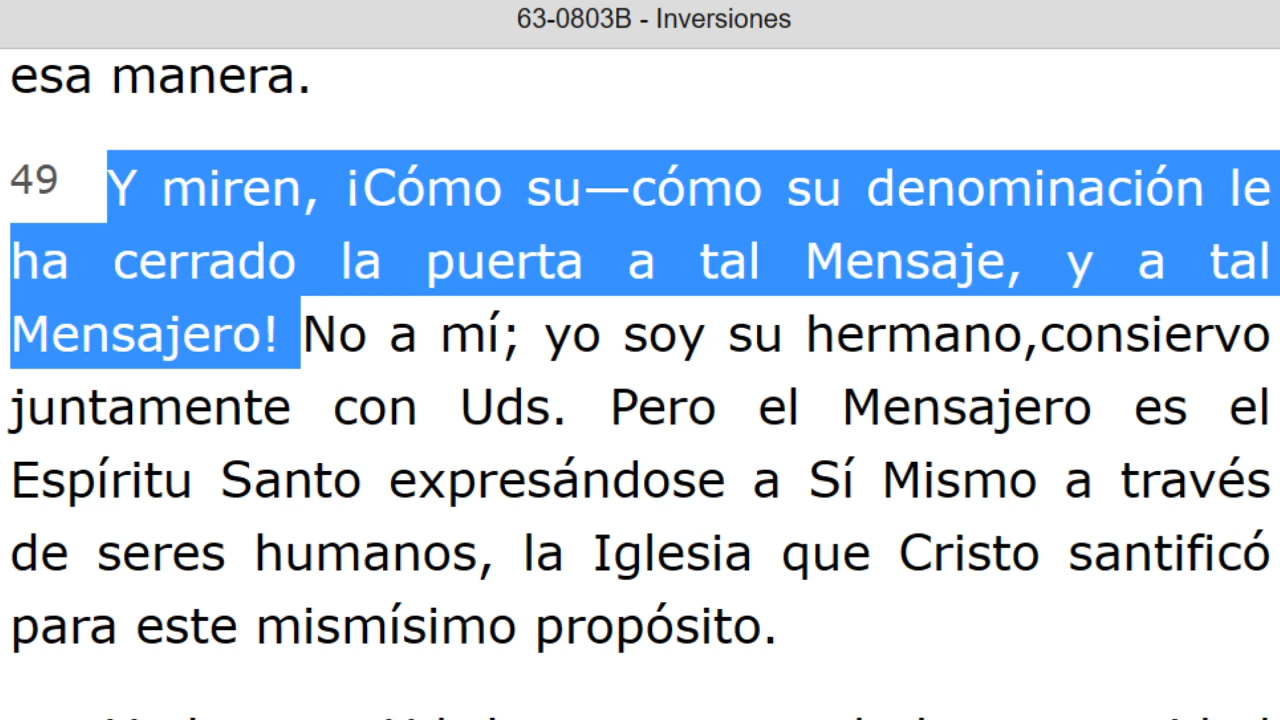 63-0803B - Inversiones
esa manera.
49 Y miren, ¡Cómo su—cómo su denominación le
ha cerrado la puerta a tal Mensaje, y a tal
Mensajero! No a mí; yo soy su hermano,consiervo
juntamente con Uds. Pero el Mensajero es el
Espíritu Santo expresándose a Sí Mismo a través
de seres humanos, la Iglesia que Cristo santificó
para este mismísimo propósito.